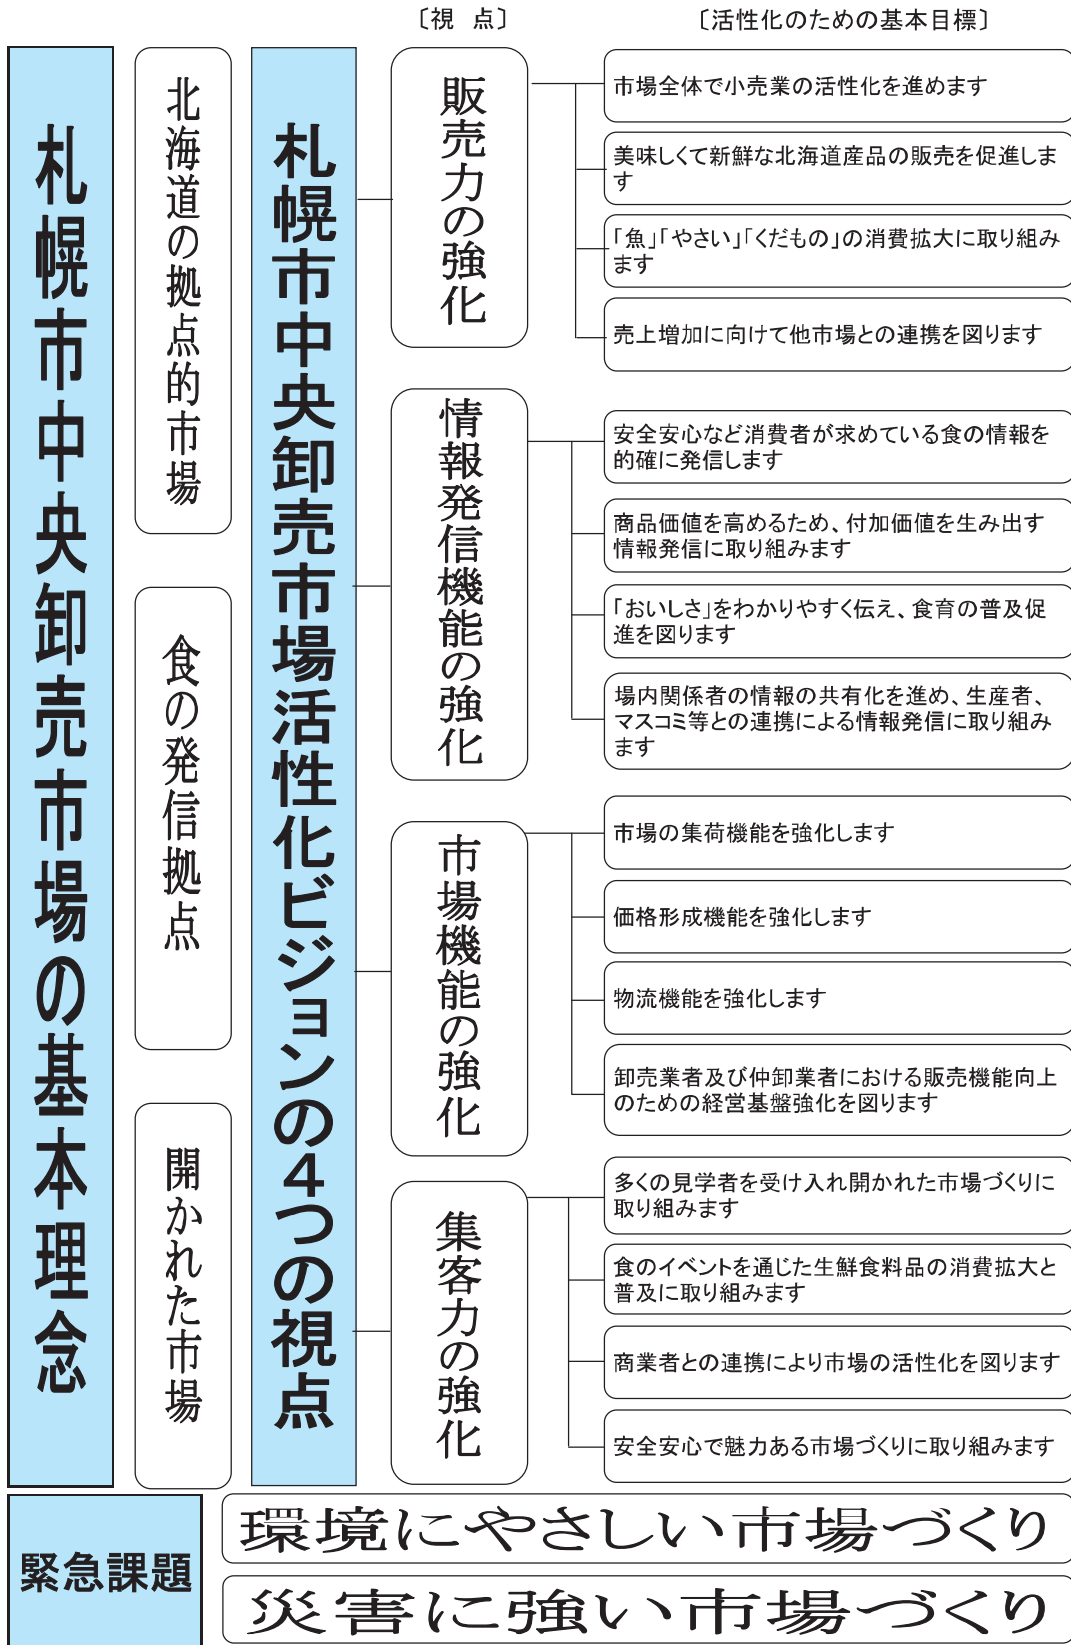 〔視　点〕
〔活性化のための基本目標〕
札幌市中央卸売市場の基本理念
北海道の拠点的市場
食の発信拠点
開かれた市場
札幌市中央卸売市場活性化ビジョンの4つの視点
販売力の強化
市場全体で小売業の活性化を進めます
美味しくて新鮮な北海道産品の販売を促進しま
す
「魚」「やさい」「くだもの」の消費拡大に取り組み
ます
売上増加に向けて他市場との連携を図ります
情報発信機能の強化
安全安心など消費者が求めている食の情報を
的確に発信します
商品価値を高めるため、付加価値を生み出す
情報発信に取り組みます
「おいしさ」をわかりやすく伝え、食育の普及促
進を図ります
場内関係者の情報の共有化を進め、生産者、
マスコミ等との連携による情報発信に取り組み
ます
市場機能の強化
市場の集荷機能を強化します
価格形成機能を強化します
物流機能を強化します
卸売業者及び仲卸業者における販売機能向上
のための経営基盤強化を図ります
集客力の強化
多くの見学者を受け入れ開かれた市場づくりに
取り組みます
食のイベントを通じた生鮮食料品の消費拡大と
普及に取り組みます
商業者との連携により市場の活性化を図ります
安全安心で魅力ある市場づくりに取り組みます
緊急課題
環境にやさしい市場づくり
災害に強い市場づくり